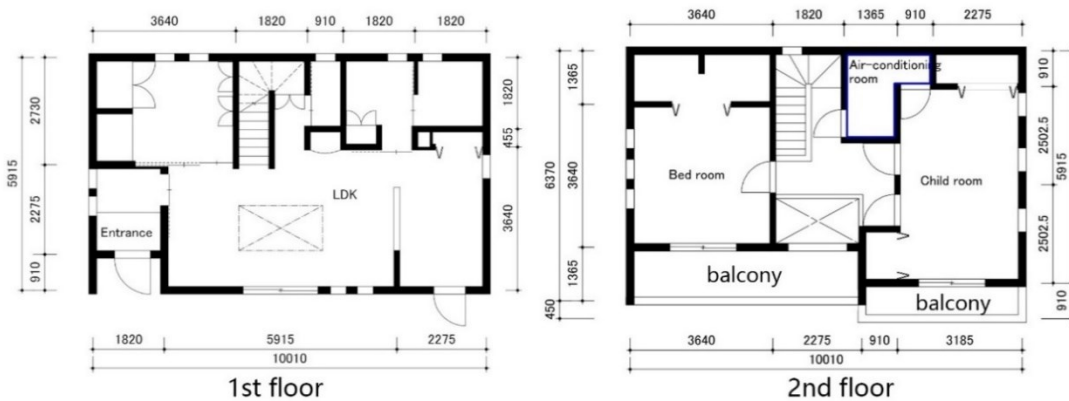 3640 1820 910 1820 1820
3640 1820 1365 910 2275
5915
2730
2275
910
LDK
Entrance
1820
455
3640
1820 5915 2275
10010
1st floor
6370
1365
3640
1365
450
Air-conditioning
room
Bed room
Child room
balcony
balcony
910
2502.5
5915
2502.5
910
3640 2275 910 3185
10010
2nd floor